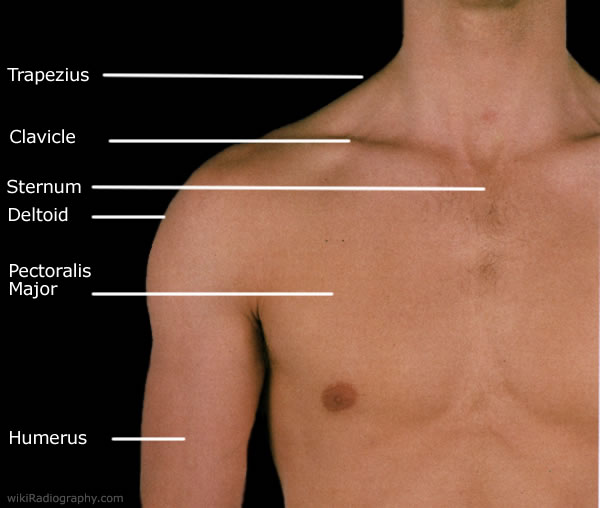 Trapezius
Clavicle
Sternum
Deltoid
Pectoralis
Major
Humerus
wikiRadiography.com